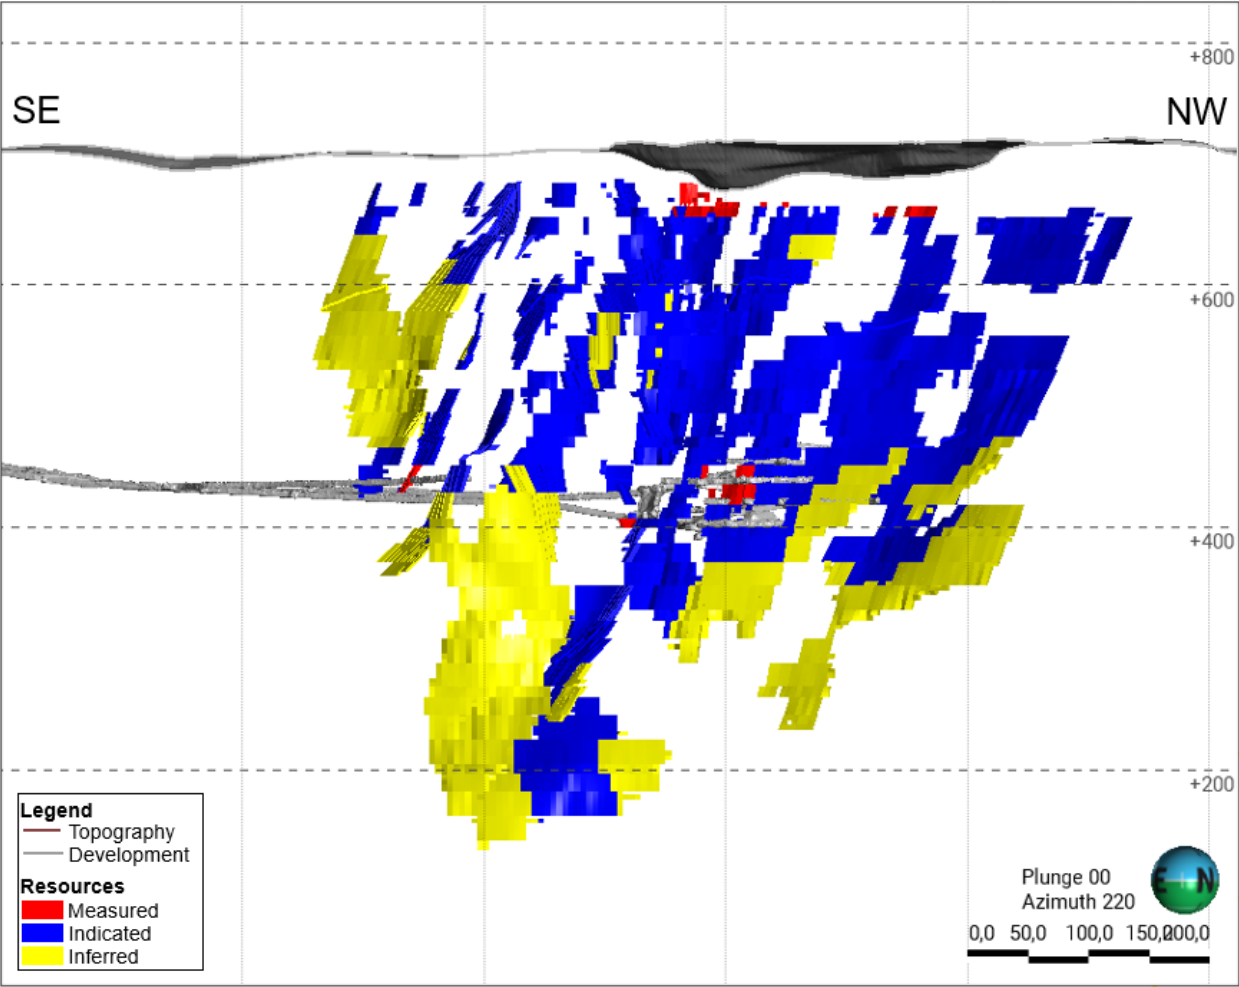 +800
SE
NW
+600
+400
+200
Legend
Topography
Development
Resources
Measured
Indicated
Inferred
Plunge 00
Azimuth 220
E N
0,0 50,0 100,0 150,0 200,0